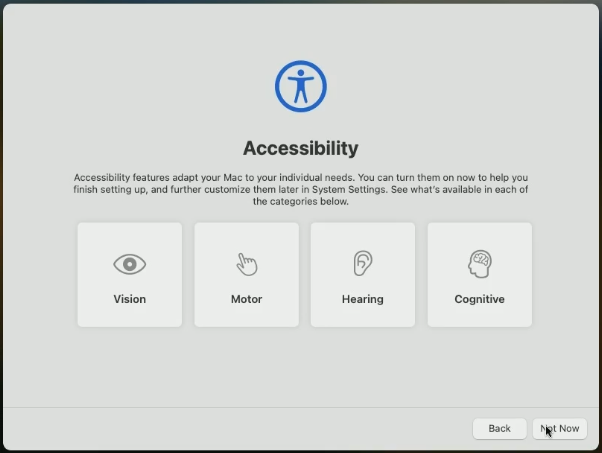 Accessibility
Accessibility features adapt your Mac to your individual needs. You can turn them on now to help you
finish setting up, and further customize them later in System Settings. See what's available in each of
the categories below.
Vision
Motor
Hearing
Cognitive
Back
Not Now